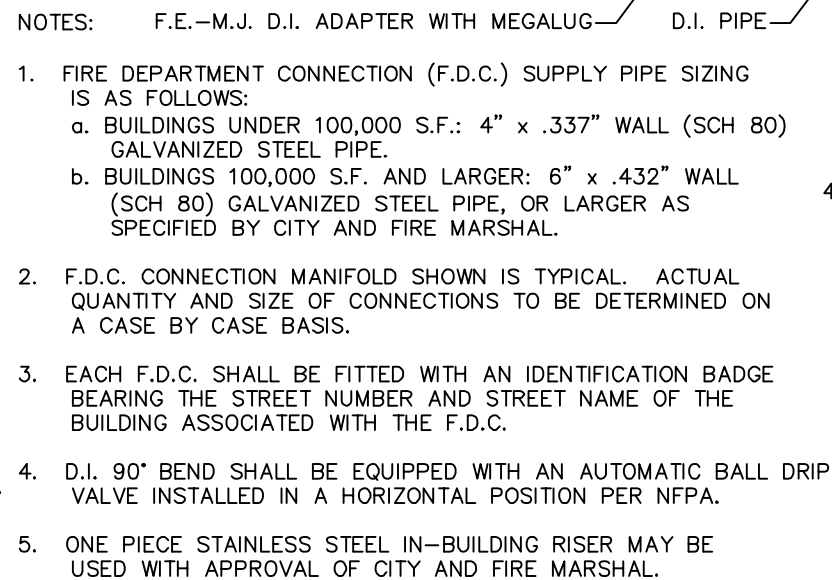 NOTES: F.E.-M.J. D.I. ADAPTER WITH MEGALUG D.I. PIPE
1. FIRE DEPARTMENT CONNECTION (F.D.C.) SUPPLY PIPE SIZING
IS AS FOLLOWS:
a. BUILDINGS UNDER 100,000 S.F.: 4" x .337" WALL (SCH 80)
GALVANIZED STEEL PIPE.
b. BUILDINGS 100,000 S.F. AND LARGER: 6" x .432" WALL
4
(SCH 80) GALVANIZED STEEL PIPE, OR LARGER AS
SPECIFIED BY CITY AND FIRE MARSHAL.
2. F.D.C. CONNECTION MANIFOLD SHOWN IS TYPICAL. ACTUAL
QUANTITY AND SIZE OF CONNECTIONS TO BE DETERMINED ON
A CASE BY CASE BASIS.
3. EACH F.D.C. SHALL BE FITTED WITH AN IDENTIFICATION BADGE
BEARING THE STREET NUMBER AND STREET NAME OF THE
BUILDING ASSOCIATED WITH THE F.D.C.
4. D.I. 90° BEND SHALL BE EQUIPPED WITH AN AUTOMATIC BALL DRIP
VALVE INSTALLED IN A HORIZONTAL POSITION PER NFPA.
5. ONE PIECE STAINLESS STEEL IN-BUILDING RISER MAY BE
USED WITH APPROVAL OF CITY AND FIRE MARSHAL.